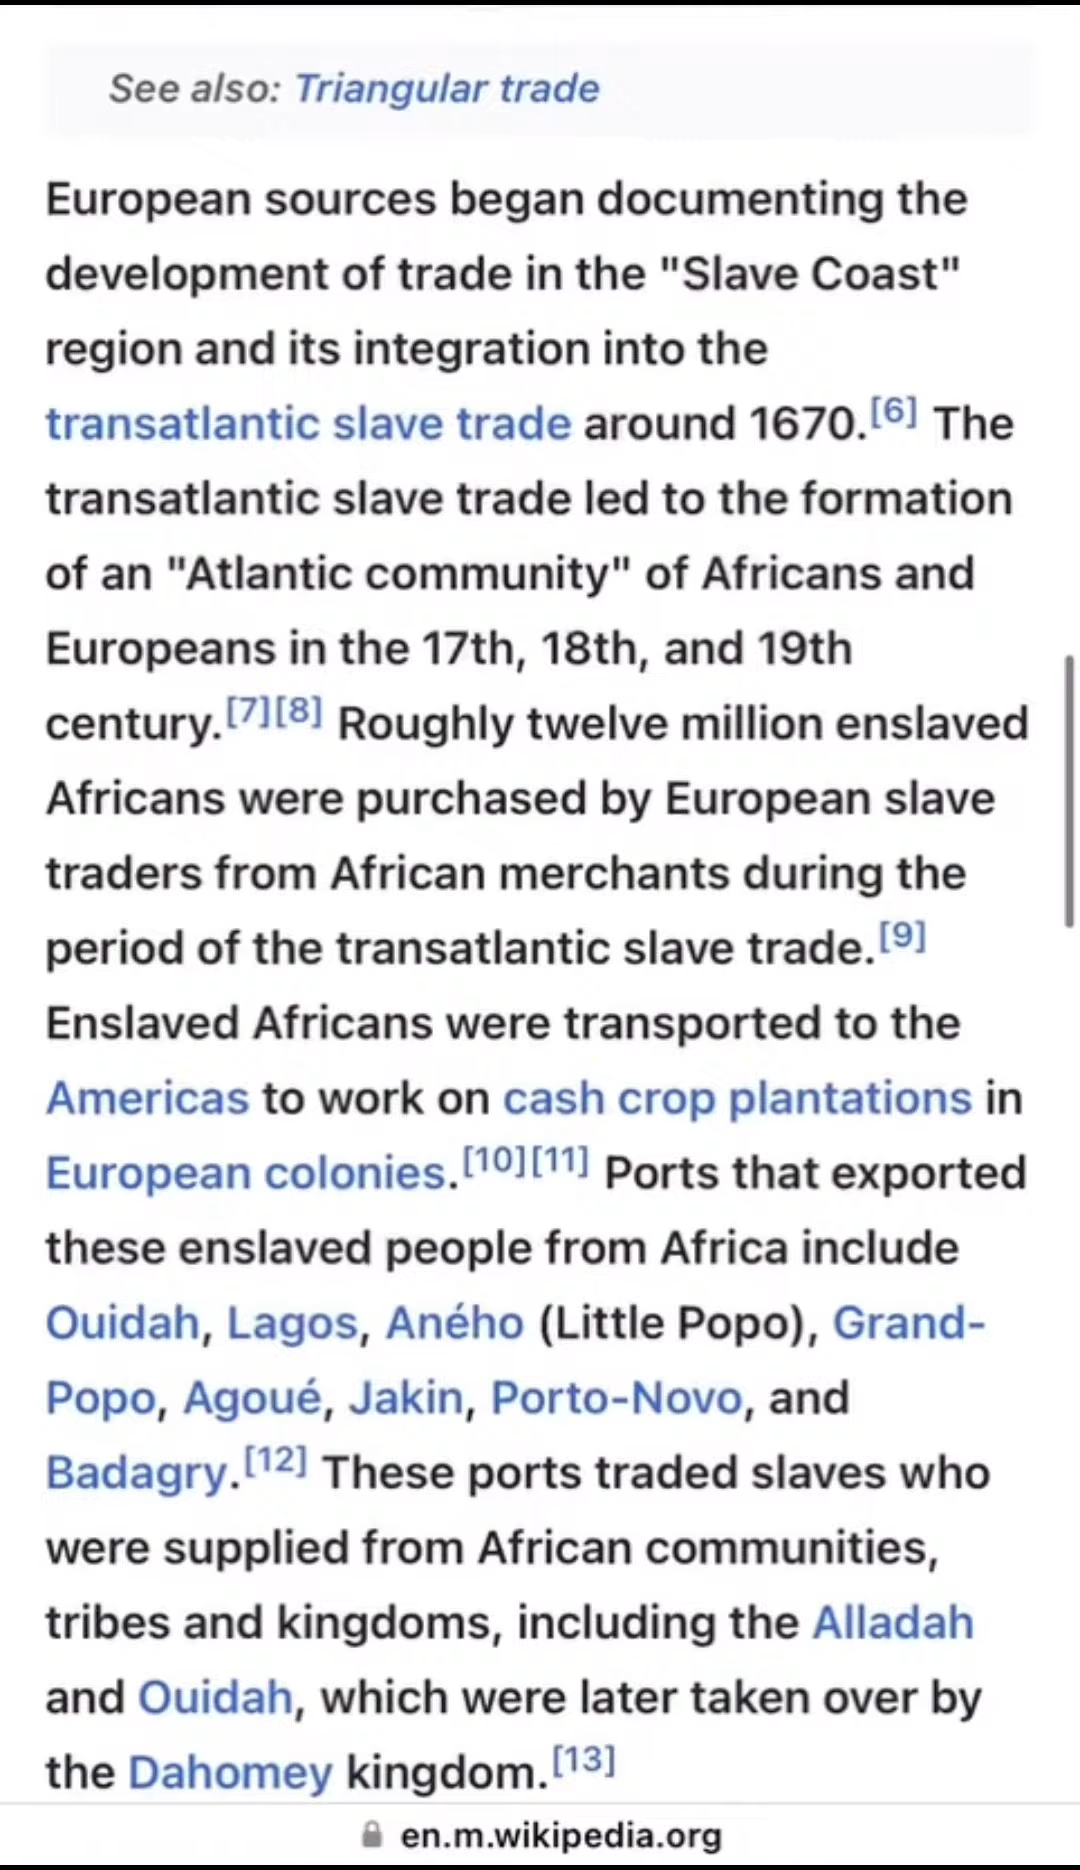 See also: Triangular trade
European sources began documenting the
development of trade in the "Slave Coast"
region and its integration into the
transatlantic slave trade around 1670.[6] The
transatlantic slave trade led to the formation
of an "Atlantic community" of Africans and
Europeans in the 17th, 18th, and 19th
century.[7][8] Roughly twelve million enslaved
Africans were purchased by European slave
traders from African merchants during the
period of the transatlantic slave trade.[9]
Enslaved Africans were transported to the
Americas to work on cash crop plantations in
European colonies.[10][11] Ports that exported
these enslaved people from Africa include
Ouidah, Lagos, Aného (Little Popo), Grand-
Popo, Agoué, Jakin, Porto-Novo, and
Badagry.[12] These ports traded slaves who
were supplied from African communities,
tribes and kingdoms, including the Alladah
and Ouidah, which were later taken over by
the Dahomey kingdom.[13]
en.m.wikipedia.org